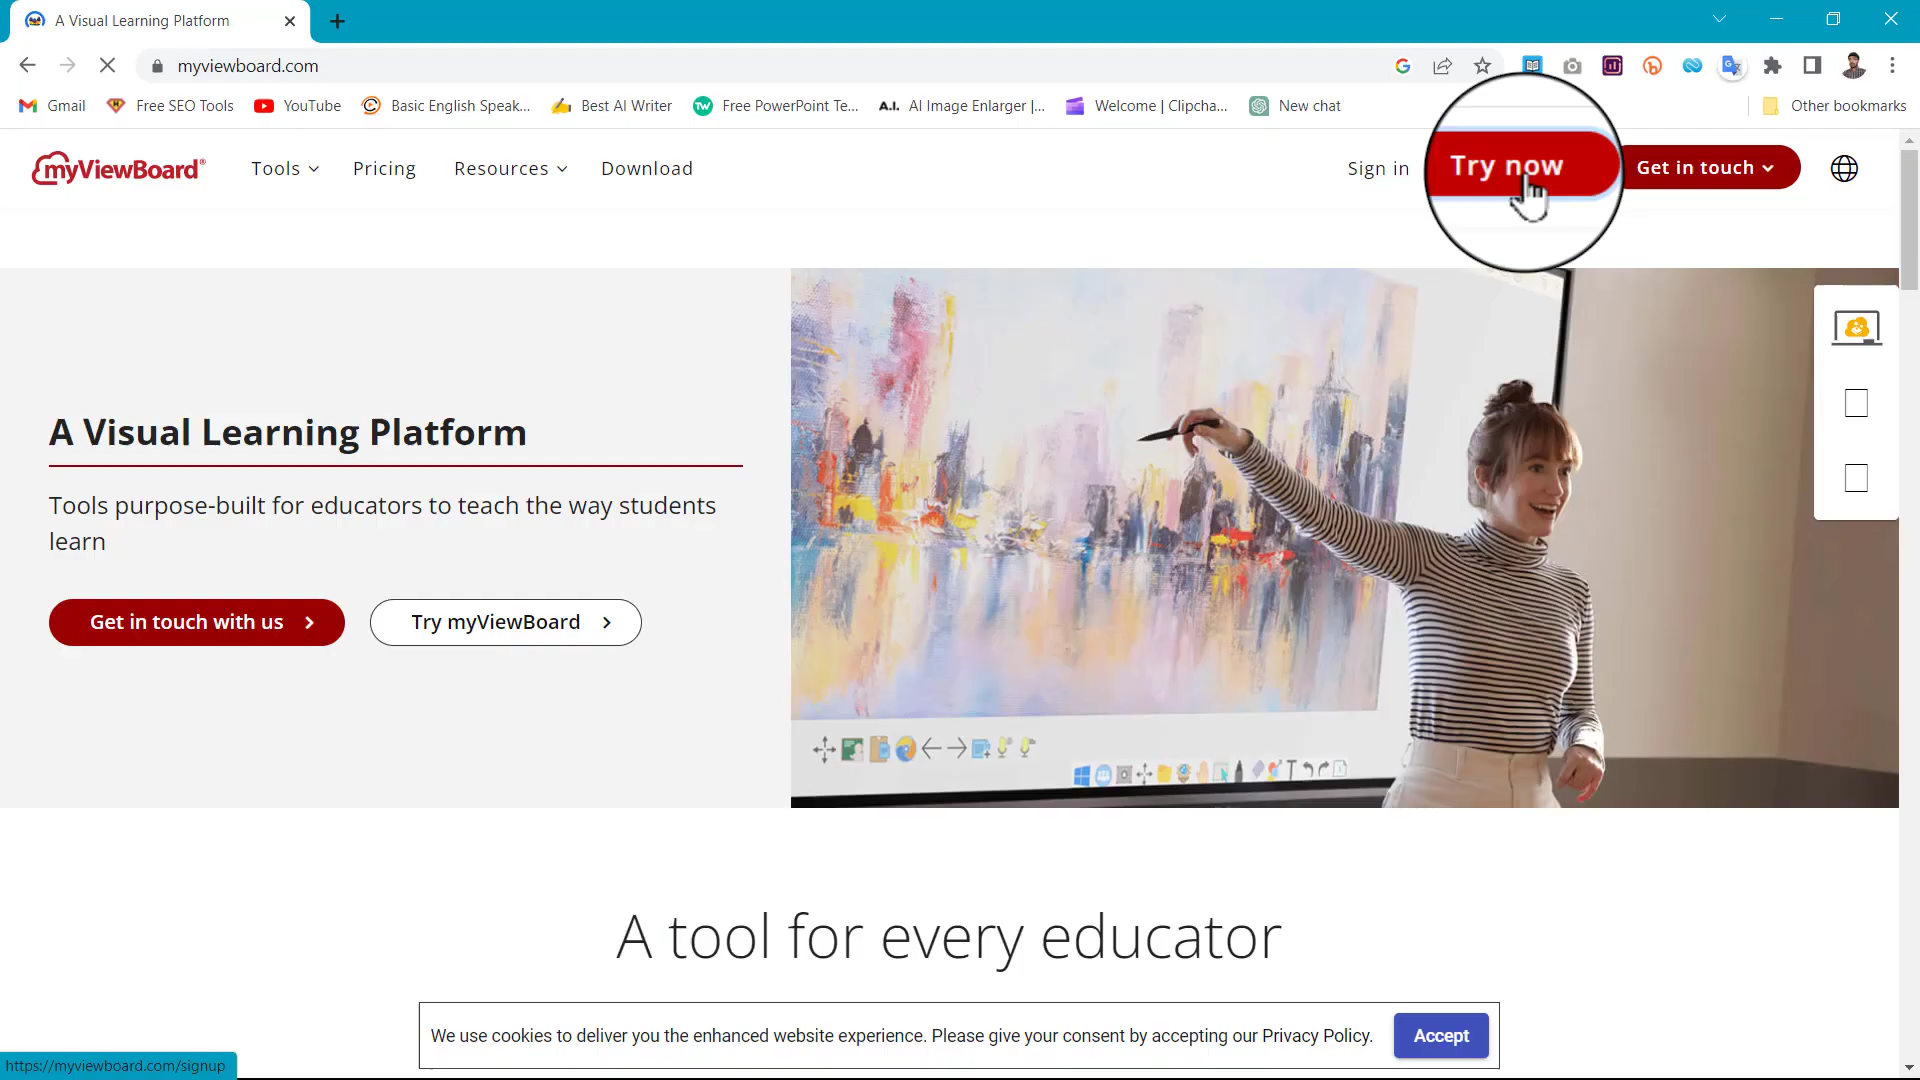 A Visual Learning Platform
myviewboard.com
Gmail
Free SEO Tools
YouTube
Basic English Speak...
Best AI Writer
TW
Free PowerPoint Te...
A.I.
AI Image Enlarger |...
Welcome | Clipcha...
New chat
Other bookmarks
myViewBoard®
Tools
Pricing
Resources
Download
Sign in
Try now
Get in touch
A Visual Learning Platform
Tools purpose-built for educators to teach the way students
learn
Get in touch with us
Try myViewBoard
A tool for every educator
We use cookies to deliver you the enhanced website experience. Please give your consent by accepting our Privacy Policy.
Accept
https://myviewboard.com/signup